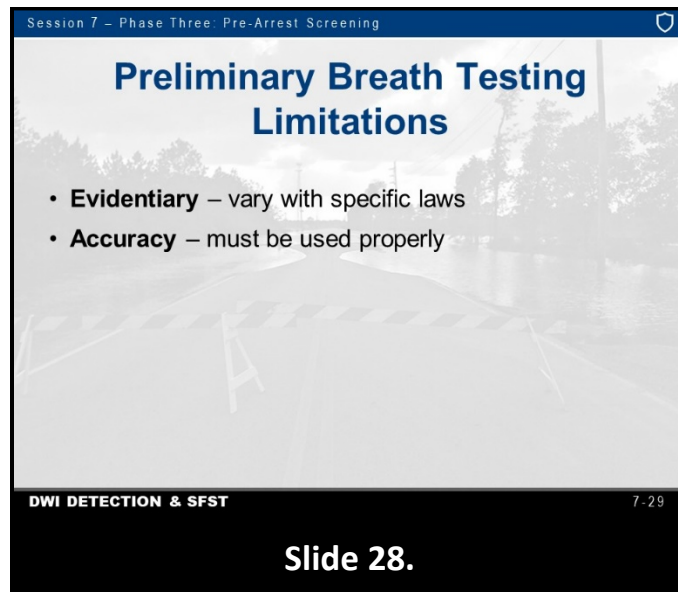 Session 7 – Phase Three: Pre-Arrest Screening
Preliminary Breath Testing
Limitations
• Evidentiary – vary with specific laws
• Accuracy – must be used properly
DWI DETECTION & SFST
7-29
Slide 28.